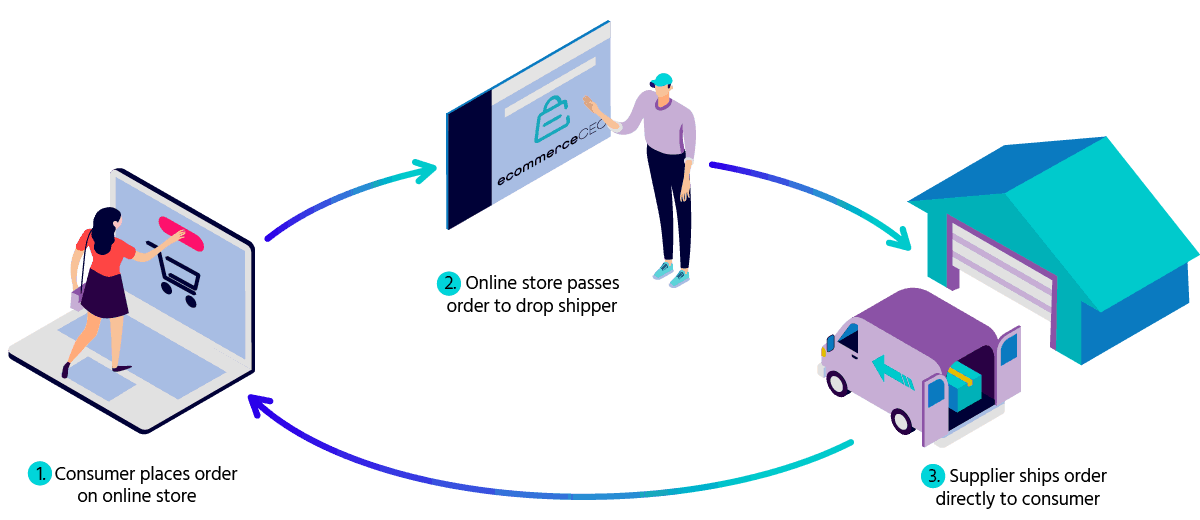 ecommerceCEO
2. Online store passes
order to drop shipper
1. Consumer places order
on online store
3. Supplier ships order
directly to consumer